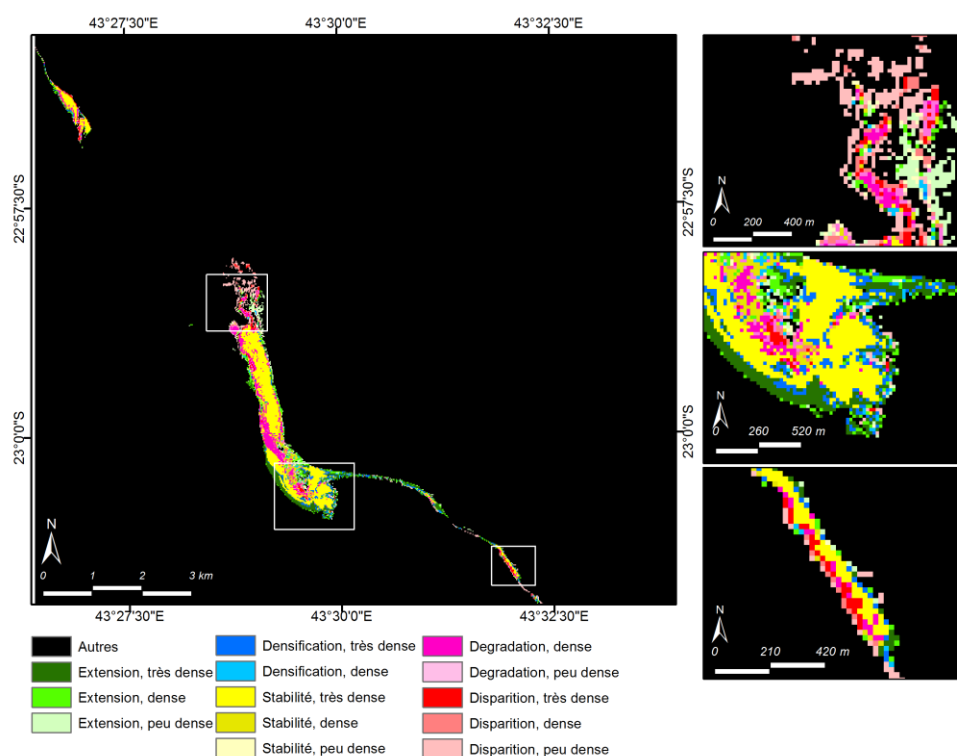 43°27'30"E 43°30'0"E 43°32'30"E
22°57'30"S
22°57'30"S
23°0'0"S
23°0'0"S
N
0 1 2 3 km
43°27'30"E 43°30'0"E 43°32'30"E
N
0 200 400 m
N
0 260 520 m
N
0 210 420 m
Autres
Extension, très dense
Extension, dense
Extension, peu dense
Densification, très dense
Densification, dense
Stabilité, très dense
Stabilité, dense
Stabilité, peu dense
Degradation, dense
Degradation, peu dense
Disparition, très dense
Disparition, dense
Disparition, peu dense